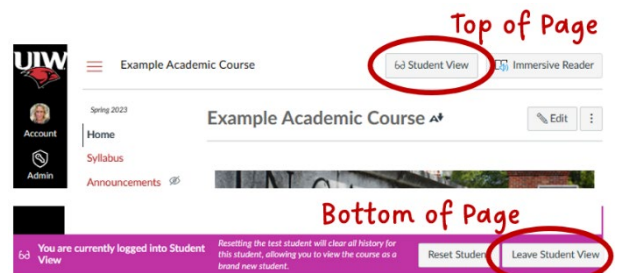 Top of Page
UIW
Example Academic Course
Student View
Immersive Reader
Spring 2023
Account
Home
Example Academic Course
Edit
Syllabus
Admin
Announcements
Bottom of Page
You are currently logged into Student
View
Resetting the test student will clear all history for
this student, allowing you to view the course as a
brand new student.
Reset Student
Leave Student View